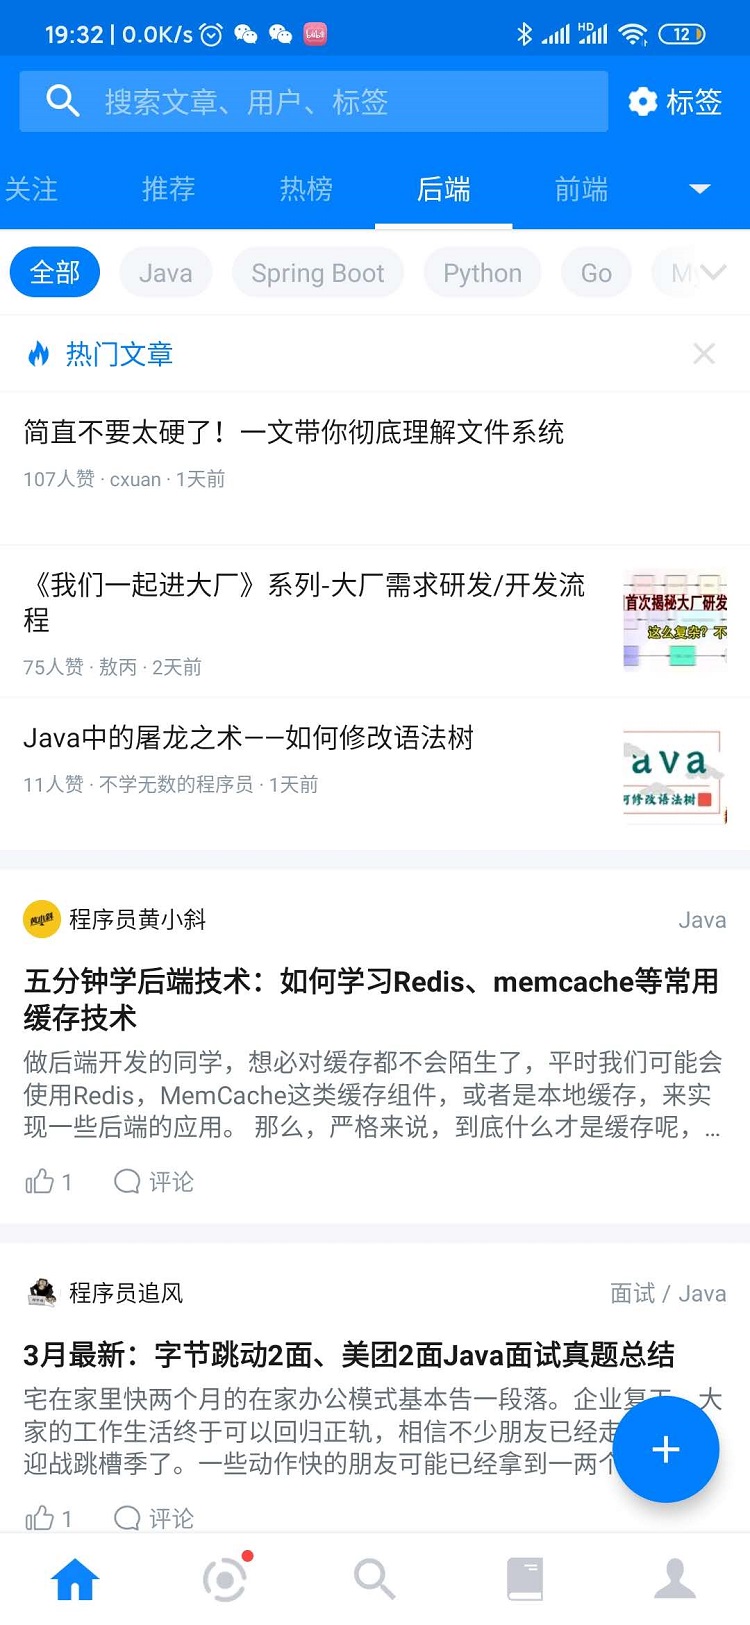 19:32 | 0.0K/s
HD
12
搜索文章、用户、标签
标签
关注 推荐 热榜 后端 前端
全部 Java Spring Boot Python Go
热门文章
简直不要太硬了！一文带你彻底理解文件系统
107人赞 · cxuan · 1天前
《我们一起进大厂》系列-大厂需求研发/开发流
程
75人赞 · 敖丙 · 2天前
首次揭秘大厂研发
这么复杂？不
Java中的屠龙之术——如何修改语法树
11人赞 · 不学无数的程序员 · 1天前
ava
可修改语法树
程序员黄小斜
Java
五分钟学后端技术：如何学习Redis、memcache等常用
缓存技术
做后端开发的同学，想必对缓存都不会陌生了，平时我们可能会
使用Redis，MemCache这类缓存组件，或者是本地缓存，来实
现一些后端的应用。 那么，严格来说，到底什么才是缓存呢，...
1 评论
程序员追风
面试 / Java
3月最新：字节跳动2面、美团2面Java面试真题总结
宅在家里快两个月的在家办公模式基本告一段落。企业复工，大
家的工作生活终于可以回归正轨，相信不少朋友已经走
迎战跳槽季了。一些动作快的朋友可能已经拿到一两个
1 评论